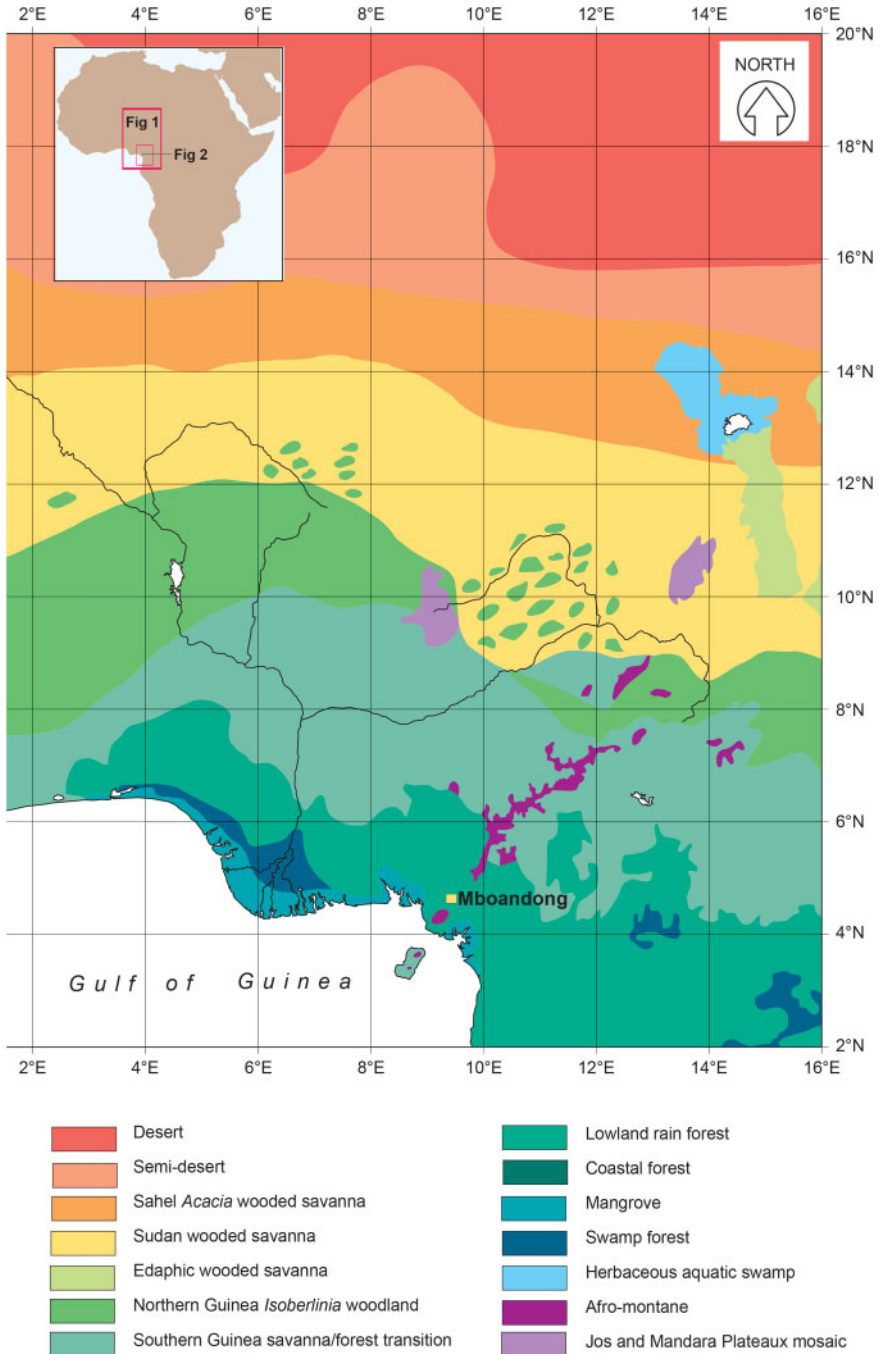 2°E 4°E 6°E 8°E 10°E 12°E 14°E 16°E
20°N
NORTH
Fig 1
Fig 2
18°N
16°N
14°N
12°N
10°N
8°N
6°N
Mboandong
4°N
Gulf of Guinea
2°N
2°E 4°E 6°E 8°E 10°E 12°E 14°E 16°E
Desert
Semi-desert
Sahel Acacia wooded savanna
Sudan wooded savanna
Edaphic wooded savanna
Northern Guinea Isoberlinia woodland
Southern Guinea savanna/forest transition
Lowland rain forest
Coastal forest
Mangrove
Swamp forest
Herbaceous aquatic swamp
Afro-montane
Jos and Mandara Plateaux mosaic